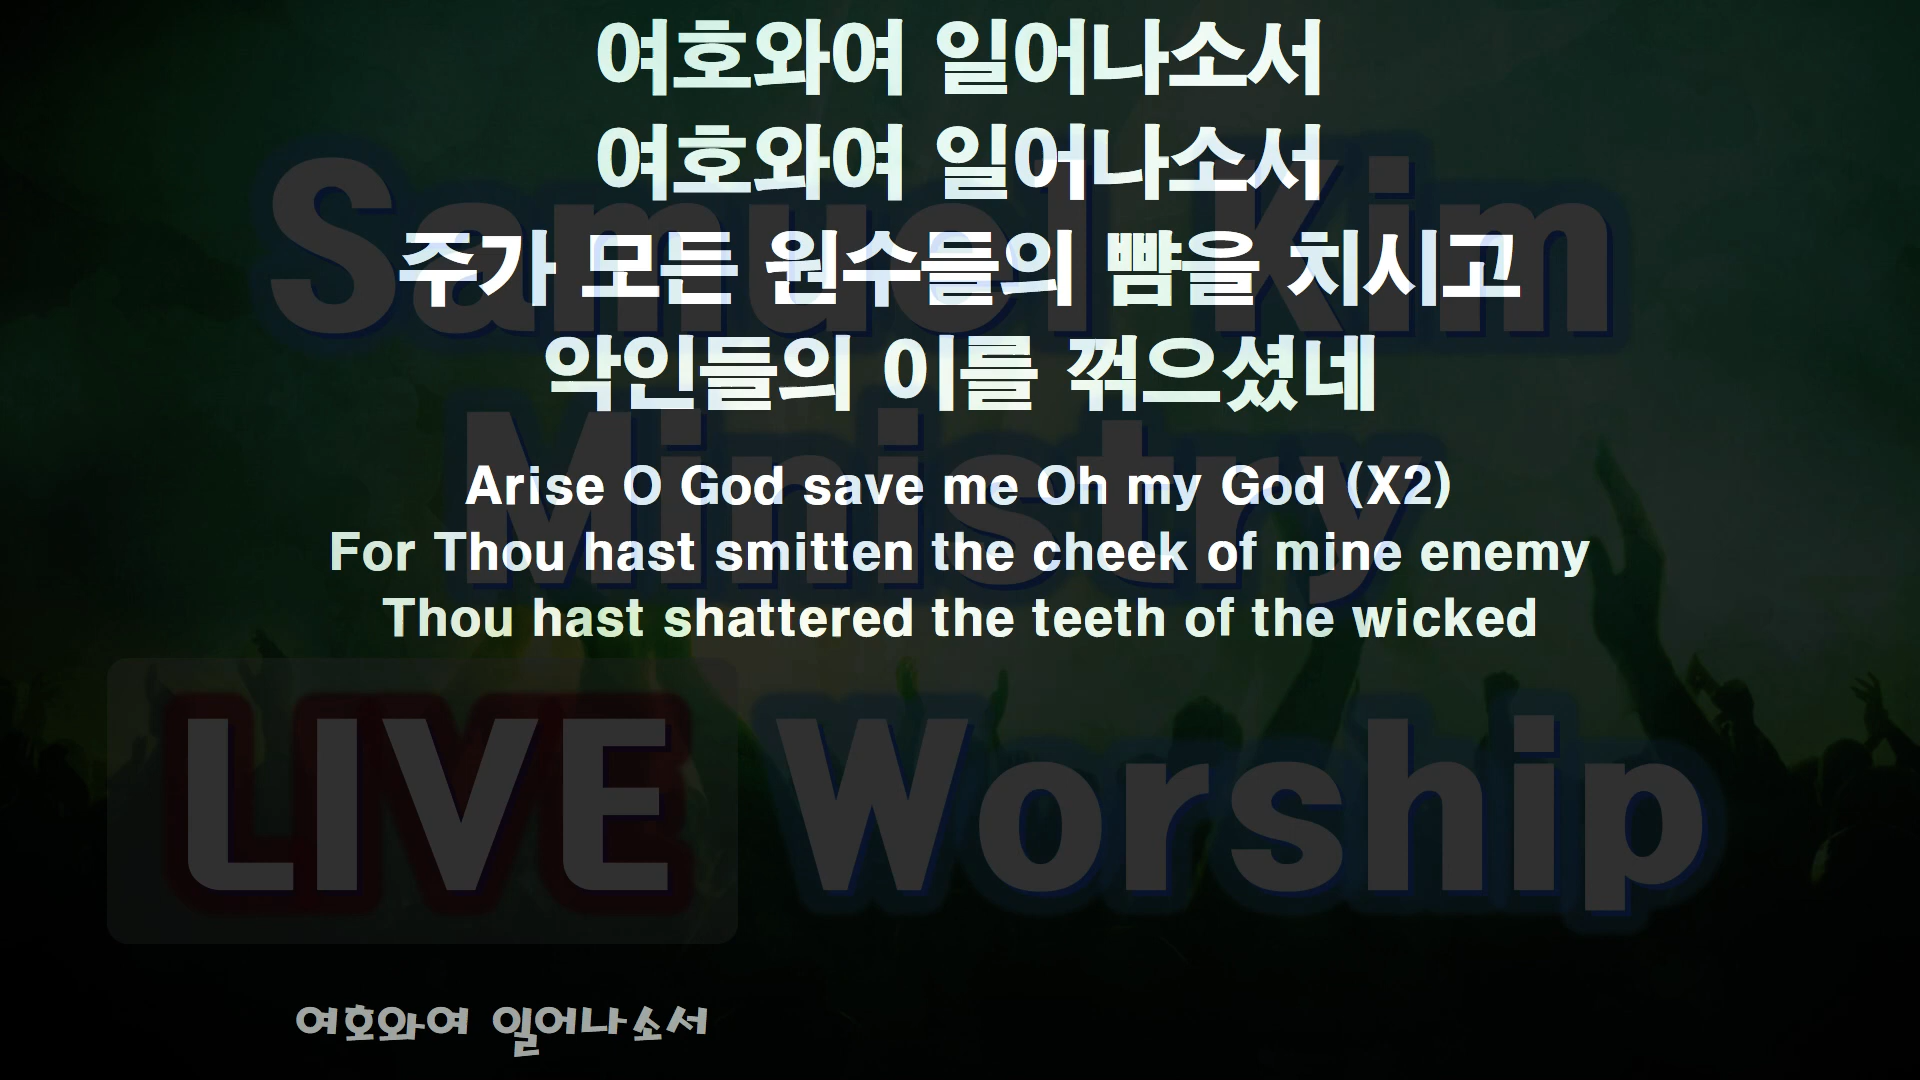 여호와여 일어나소서
여호와여 일어나소서
주가 모든 원수들의 뺨을 치시고
악인들의 이를 꺾으셨네
Arise O God save me Oh my God (X2)
For Thou hast smitten the cheek of mine enemy
Thou hast shattered the teeth of the wicked
Samuel Kim
Ministry
LIVE Worship
여호와여 일어나소서